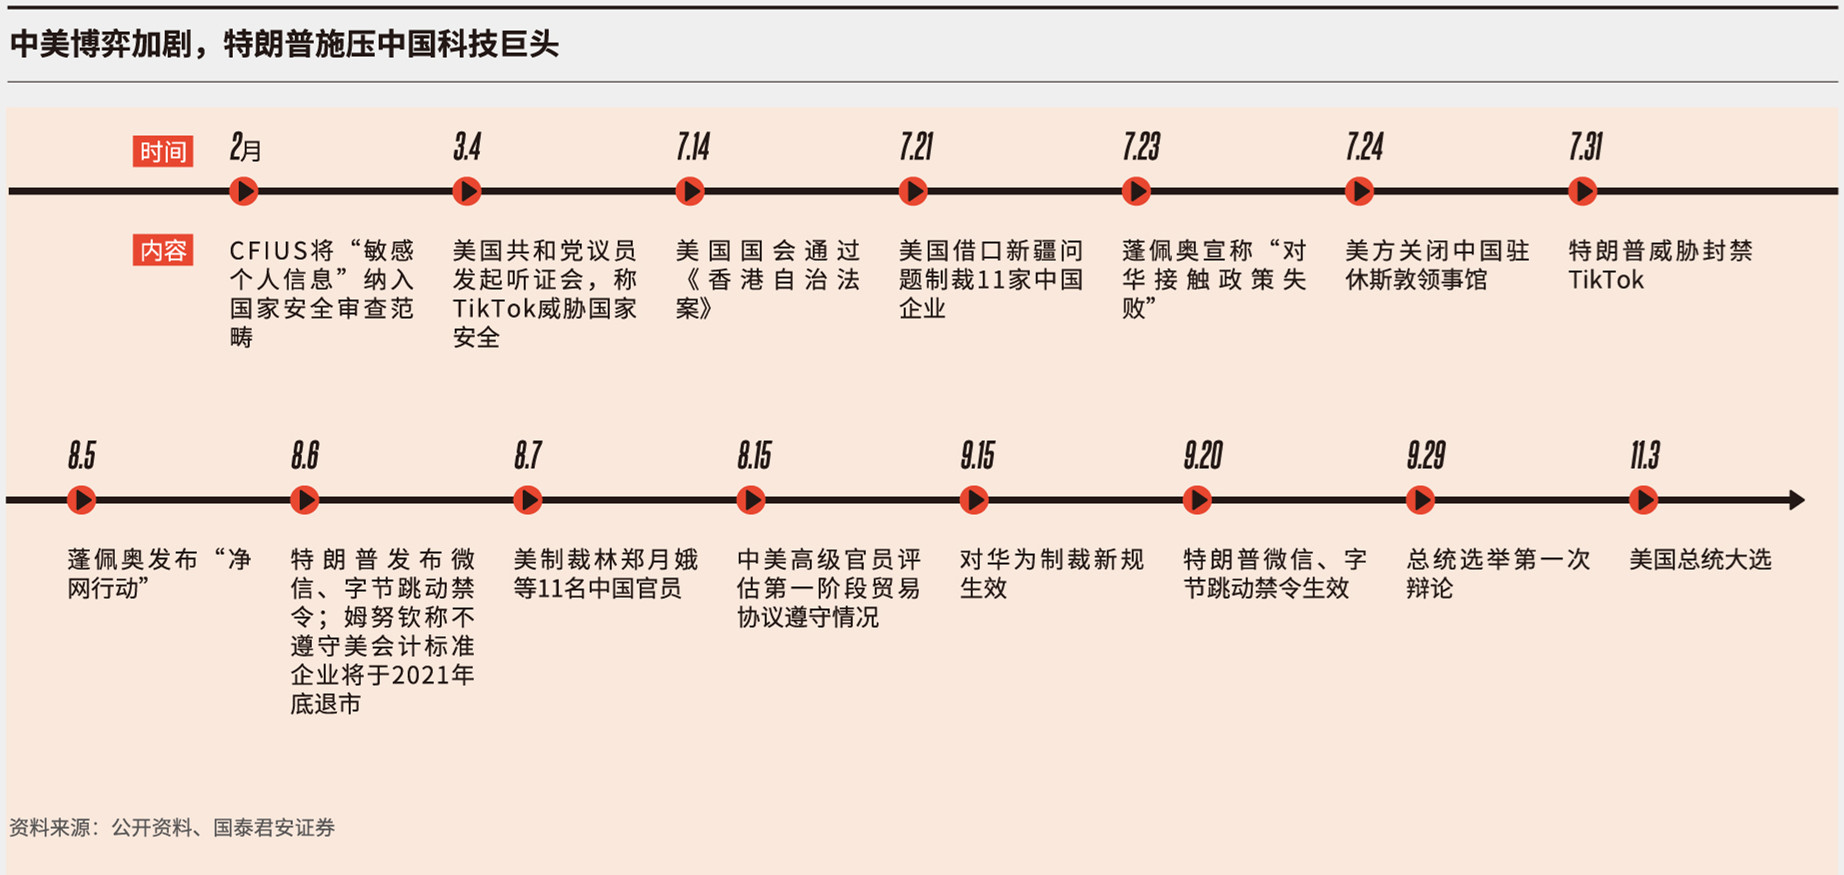 中美博弈加剧，特朗普施压中国科技巨头
时间
2月
3.4
7.14
7.21
7.23
7.24
7.31
内容
CFIUS将“敏感
个人信息”纳入
国家安全审查范
畴
美国共和党议员
发起听证会，称
TikTok威胁国家
安全
美国国会通过
《香港自治法
案》
美国借口新疆问
题制裁11家中国
企业
蓬佩奥宣称“对
华接触政策失
败”
美方关闭中国驻
休斯敦领事馆
特朗普威胁封禁
TikTok
8.5
8.6
8.7
8.15
9.15
9.20
9.29
11.3
蓬佩奥发布“净
网行动”
特朗普发布微
信、字节跳动禁
令；姆努钦称不
遵守美会计标准
企业将于2021年
底退市
美制裁林郑月娥
等11名中国官员
中美高级官员评
估第一阶段贸易
协议遵守情况
对华为制裁新规
生效
特朗普微信、字
节跳动禁令生效
总统选举第一次
辩论
美国总统大选
资料来源：公开资料、国泰君安证券